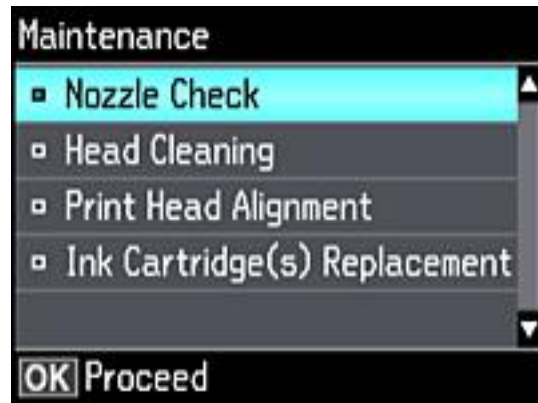 Maintenance
Nozzle Check
Head Cleaning
Print Head Alignment
Ink Cartridge(s) Replacement
OK Proceed